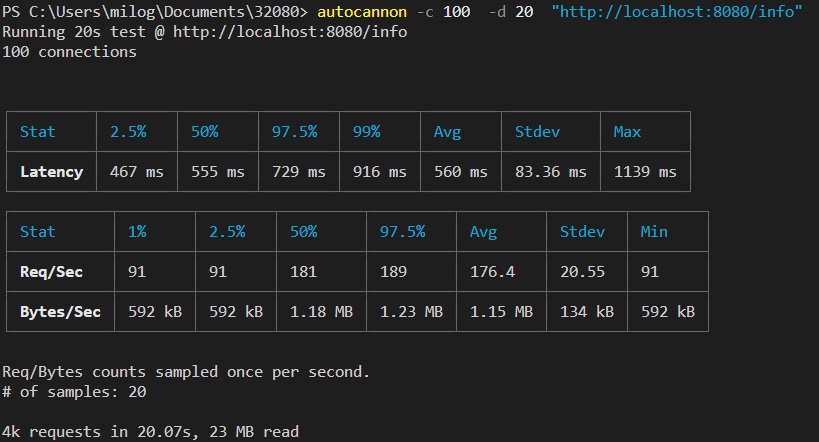 PS C:\Users\milog\Documents\32080> autocannon -c 100  -d 20  "http://localhost:8080/info"
Running 20s test @ http://localhost:8080/info
100 connections
Stat 2.5% 50% 97.5% 99% Avg Stdev Max
Latency 467 ms 555 ms 729 ms 916 ms 560 ms 83.36 ms 1139 ms
Stat 1% 2.5% 50% 97.5% Avg Stdev Min
Req/Sec 91 91 181 189 176.4 20.55 91
Bytes/Sec 592 kB 592 kB 1.18 MB 1.23 MB 1.15 MB 134 kB 592 kB
Req/Bytes counts sampled once per second.
# of samples: 20
4k requests in 20.07s, 23 MB read